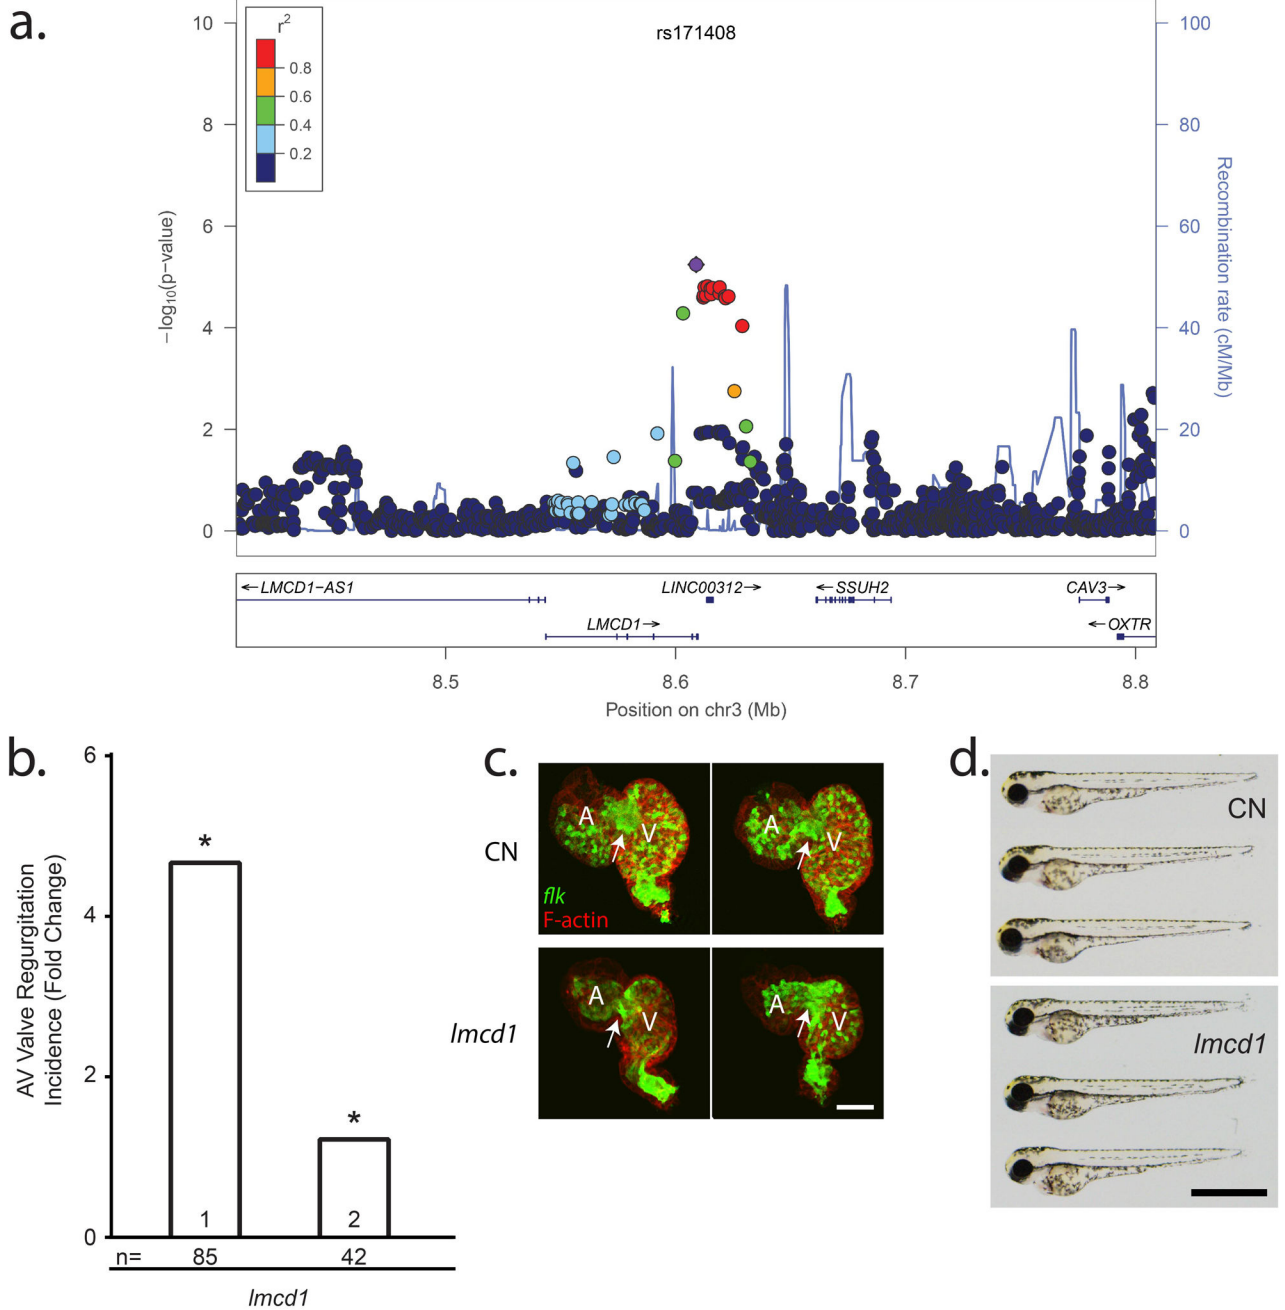 a.
rs171408
r2
0.8
0.6
0.4
0.2
10
8
6
4
2
0
−log10(p−value)
100
80
60
40
20
0
Recombination rate (cM/Mb)
←LMCD1−AS1
LINC00312→
←SSUH2
CAV3→
LMCD1→
←OXTR
8.5 8.6 8.7 8.8
Position on chr3 (Mb)
b.
AV Valve Regurgitation
Incidence (Fold Change)
6
4
2
0
*
*
1 2
n= 85 42
lmcd1
c.
CN
A V
A V
flk
F-actin
lmcd1
A V
A V
d.
CN
lmcd1